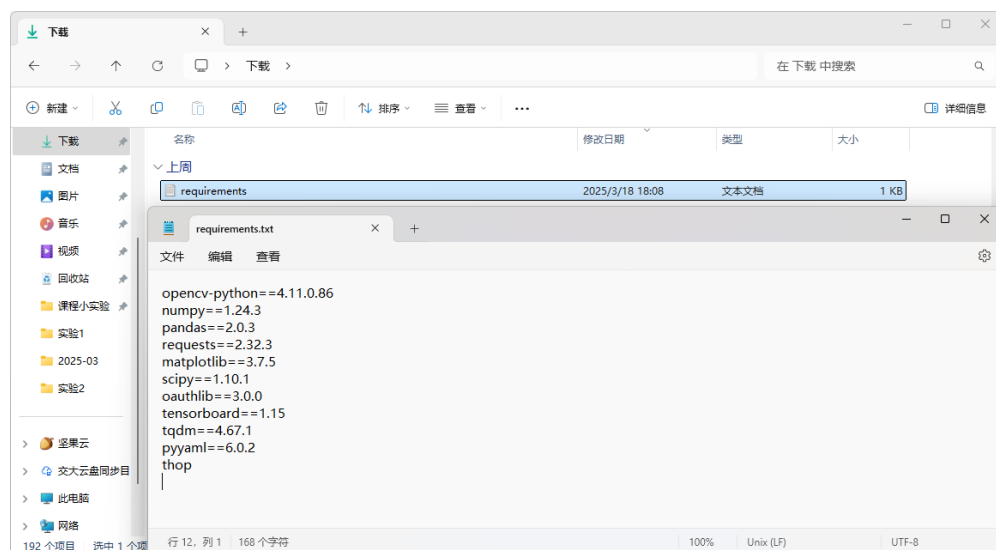 下载
下载
在 下载 中搜索
新建
排序
查看
详细信息
下载
文档
图片
音乐
视频
回收站
课程小实验
实验1
2025-03
实验2
坚果云
交大云盘同步目
此电脑
网络
192 个项目 选中 1 个项
名称 修改日期 类型 大小
上周
requirements 2025/3/18 18:08 文本文档 1 KB
requirements.txt
文件 编辑 查看
opencv-python==4.11.0.86
numpy==1.24.3
pandas==2.0.3
requests==2.32.3
matplotlib==3.7.5
scipy==1.10.1
oauthlib==3.0.0
tensorboard==1.15
tqdm==4.67.1
pyyaml==6.0.2
thop
行 12，列 1 168 个字符 100% Unix (LF) UTF-8